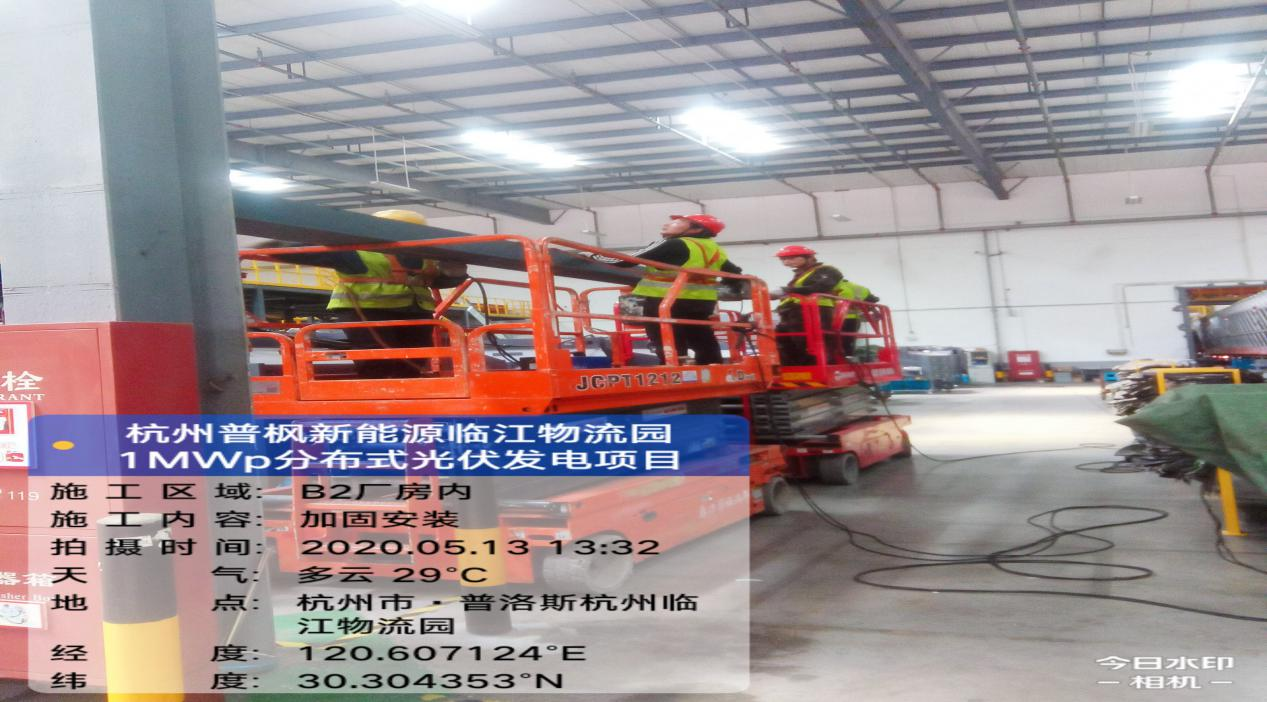 栓
RANT
119
器箱
sher Bo
JCPT1212
杭州普枫新能源临江物流园
1MWp分布式光伏发电项目
施工区域: B2厂房内
施工内容: 加固安装
拍摄时间: 2020.05.13 13:32
天气: 多云 29°C
地点: 杭州市·普洛斯杭州临
江物流园
经度: 120.607124°E
纬度: 30.304353°N
今日水印
相机